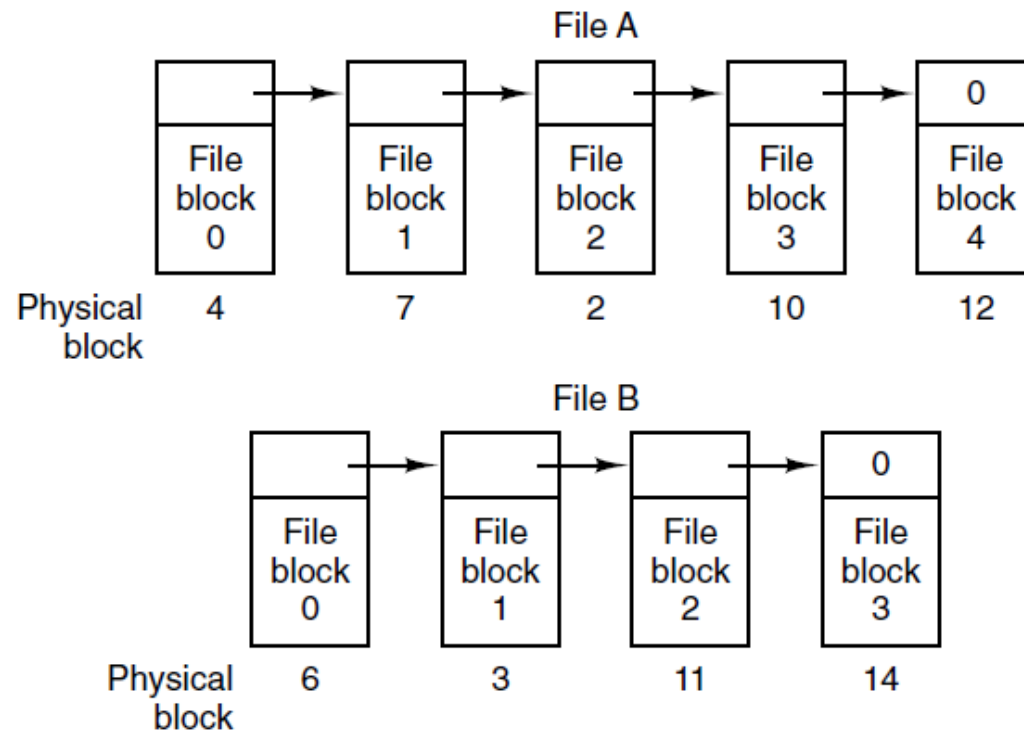 File A
0
File File File File File
block block block block block
0 1 2 3 4
Physical 4 7 2 10 12
block
File B
0
File File File File
block block block block
0 1 2 3
Physical 6 3 11 14
block